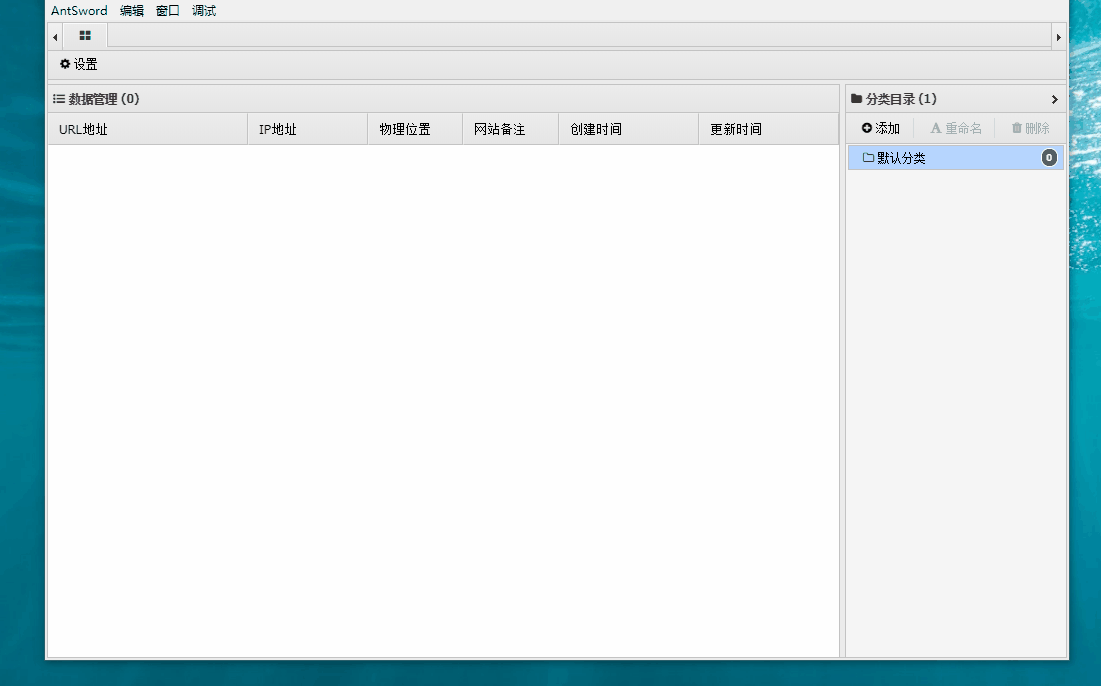 AntSword 编辑 窗口 调试
设置
数据管理 (0)
分类目录 (1)
URL地址 IP地址 物理位置 网站备注 创建时间 更新时间
添加 重命名 删除
默认分类 0